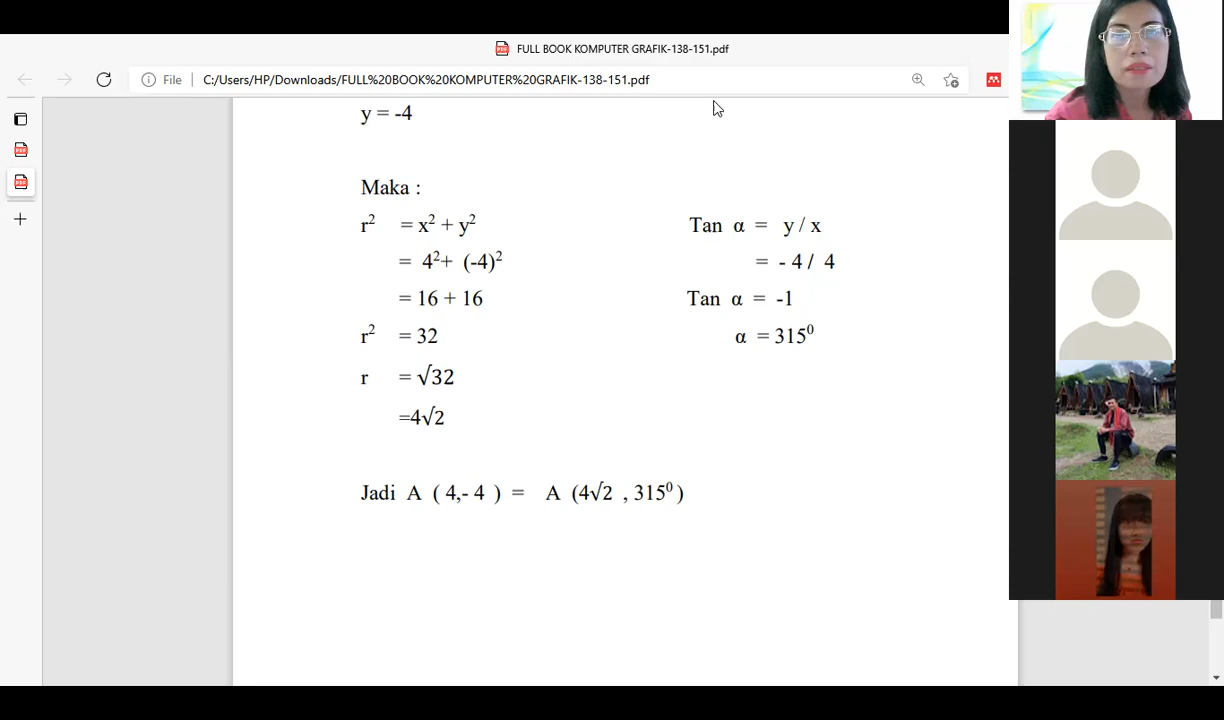 FULL BOOK KOMPUTER GRAFIK-138-151.pdf
File C:/Users/HP/Downloads/FULL%20BOOK%20KOMPUTER%20GRAFIK-138-151.pdf
y = -4
Maka :
r² = x² + y²
= 4²+ (-4)²
= 16 + 16
r² = 32
r = √32
=4√2
Tan α = y / x
= - 4 / 4
Tan α = -1
α = 315⁰
Jadi A ( 4,- 4 ) = A (4√2 , 315⁰ )